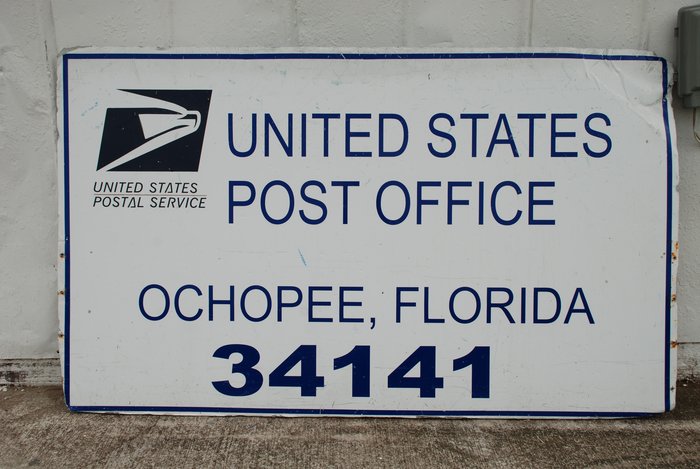 UNITED STATES
POSTAL SERVICE
UNITED STATES
POST OFFICE
OCHOPEE, FLORIDA
34141